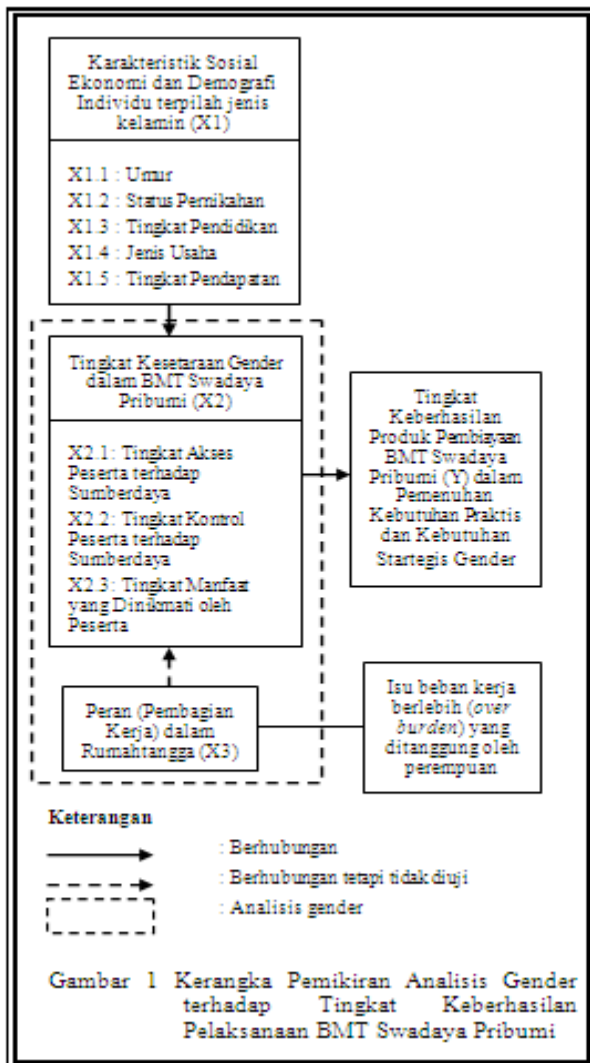 Karakteristik Sosial
Ekonomi dan Demografi
Individu terpilah jenis
kelamin (X1)
X1.1 : Umur
X1.2 : Status Pernikahan
X1.3 : Tingkat Pendidikan
X1.4 : Jenis Usaha
X1.5 : Tingkat Pendapatan
Tingkat Kesetaraan Gender
dalam BMT Swadaya
Pribumi (X2)
X2.1: Tingkat Akses
Peserta terhadap
Sumberdaya
X2.2: Tingkat Kontrol
Peserta terhadap
Sumberdaya
X2.3: Tingkat Manfaat
yang Dinikmati oleh
Peserta
Tingkat
Keberhasilan
Produk Pembiayaan
BMT Swadaya
Pribumi (Y) dalam
Pemenuhan
Kebutuhan Praktis
dan Kebutuhan
Startegis Gender
Peran (Pembagian
Kerja) dalam
Rumahtangga (X3)
Isu beban kerja
berlebih (over
burden) yang
ditanggung oleh
perempuan
Keterangan
: Berhubungan
: Berhubungan tetapi tidak diuji
: Analisis gender
Gambar 1 Kerangka Pemikiran Analisis Gender
terhadap Tingkat Keberhasilan
Pelaksanaan BMT Swadaya Pribumi